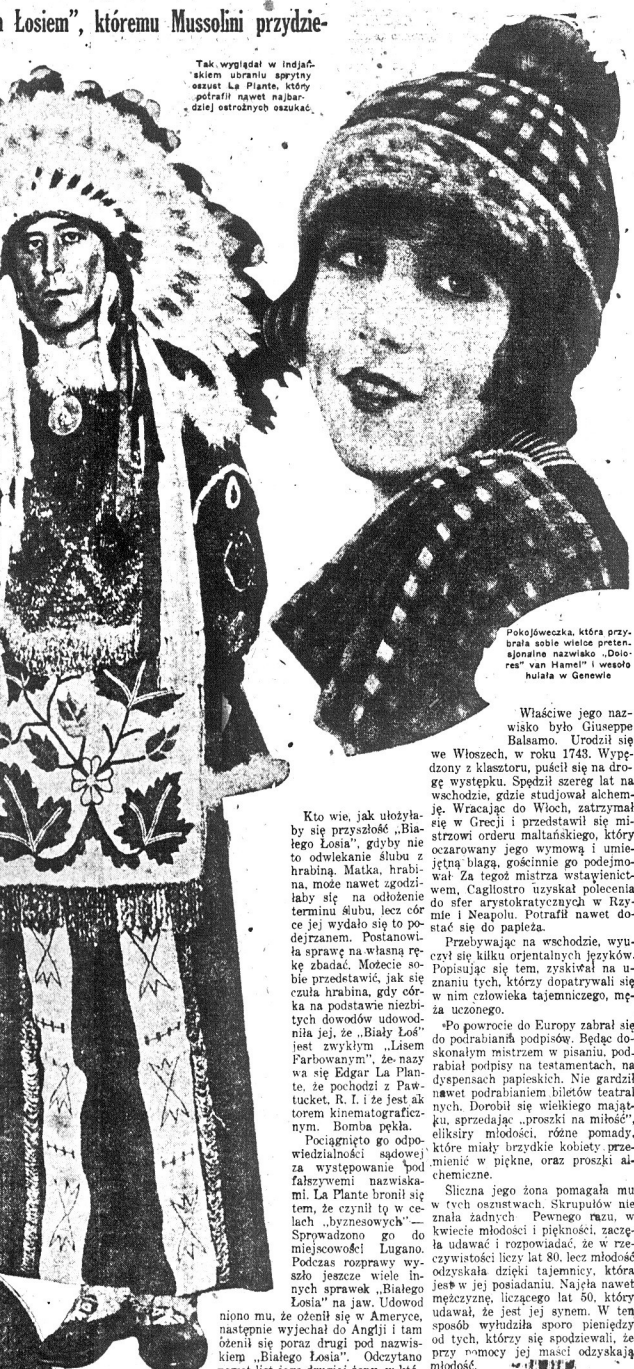 Łosiem", któremu Mussolini przydzie-
Tak wyglądał w indjań-
skiem ubraniu sprytny
oszust La Plante, który
potrafił nawet najbar-
dziej ostrożnych oszukać
Pokojóweczka, która przy-
brała sobie wielce preten-
sjonalne nazwisko „Dolo-
res" van Hamel" i wesoło
hulała w Genewie
Kto wie, jak ułożyła-
by się przyszłość „Bia-
łego Łosia", gdyby nie
to odwlekanie ślubu z
hrabiną. Matka, hrabi-
na, może nawet zgodzi-
łaby się na odłożenie
terminu ślubu, lecz cór
ce jej wydało się to po-
dejrzanem. Postanowi-
ła sprawę na własną rę-
kę zbadać. Możecie so-
bie przedstawić, jak się
czuła hrabina, gdy cór-
ka na podstawie niezbi-
tych dowodów udowod-
niła jej, że „Biały Łoś"
jest zwykłym „Lisem
Farbowanym", że nazy
wa się Edgar La Plan-
te, że pochodzi z Paw-
tucket, R. I. i że jest ak
torem kinematograficz-
nym. Bomba pękła.
Pociągnięto go odpo-
wiedzialności sądowej
za występowanie pod
fałszywemi nazwiska-
mi. La Plante bronił się
tem, że czynił to w ce-
lach „byznesowych"—
Sprowadzono go do
miejscowości Lugano.
Podczas rozprawy wy-
szło jeszcze wiele in-
nych sprawek „Białego
Łosia" na jaw. Udowod
niono mu, że ożenił się w Ameryce,
następnie wyjechał do Anglji i tam
ożenił się poraz drugi pod nazwis-
kiem „Białego Łosia". Odczytano
Właściwe jego naz-
wisko było Giuseppe
Balsamo. Urodził się
we Włoszech, w roku 1743. Wypę-
dzony z klasztoru, puścił się na dro-
gę występku. Spędził szereg lat na
wschodzie, gdzie studjował alchem-
ję. Wracając do Włoch, zatrzymał
się w Grecji i przedstawił się mi-
strzowi orderu maltańskiego, który
oczarowany jego wymową i umie-
jętną blagą, gościnnie go podejmo-
wał. Za tegoż mistrza wstawienict-
wem, Cagliostro uzyskał polecenia
do sfer arystokratycznych w Rzy-
mie i Neapolu. Potrafił nawet do-
stać się do papieża.
Przebywając na wschodzie, wyu-
czył się kilku orjentalnych języków.
Popisując się tem, zyskiwał na u-
znaniu tych, którzy dopatrywali się
w nim człowieka tajemniczego, mę-
ża uczonego.
Po powrocie do Europy zabrał się
do podrabiania podpisów. Będąc do-
skonałym mistrzem w pisaniu, pod-
rabiał podpisy na testamentach, na
dyspensach papieskich. Nie gardził
nawet podrabianiem biletów teatral
nych. Dorobił się wielkiego mająt-
ku, sprzedając „proszki na miłość",
eliksiry młodości, różne pomady,
które miały brzydkie kobiety prze-
mienić w piękne, oraz proszki al-
chemiczne.
Sliczna jego żona pomagała mu
w tych oszustwach. Skrupułów nie
znała żadnych Pewnego razu, w
kwiecie młodości i piękności, zaczę-
ła udawać i rozpowiadać, że w rze-
czywistości liczy lat 80, lecz młodość
odzyskała dzięki tajemnicy, która
jest w jej posiadaniu. Najęła nawet
mężczyznę, liczącego lat 50, który
udawał, że jest jej synem. W ten
sposób wyłudziła sporo pieniędzy
od tych, którzy się spodziewali, że
przy pomocy jej maści odzyskają
młodość.